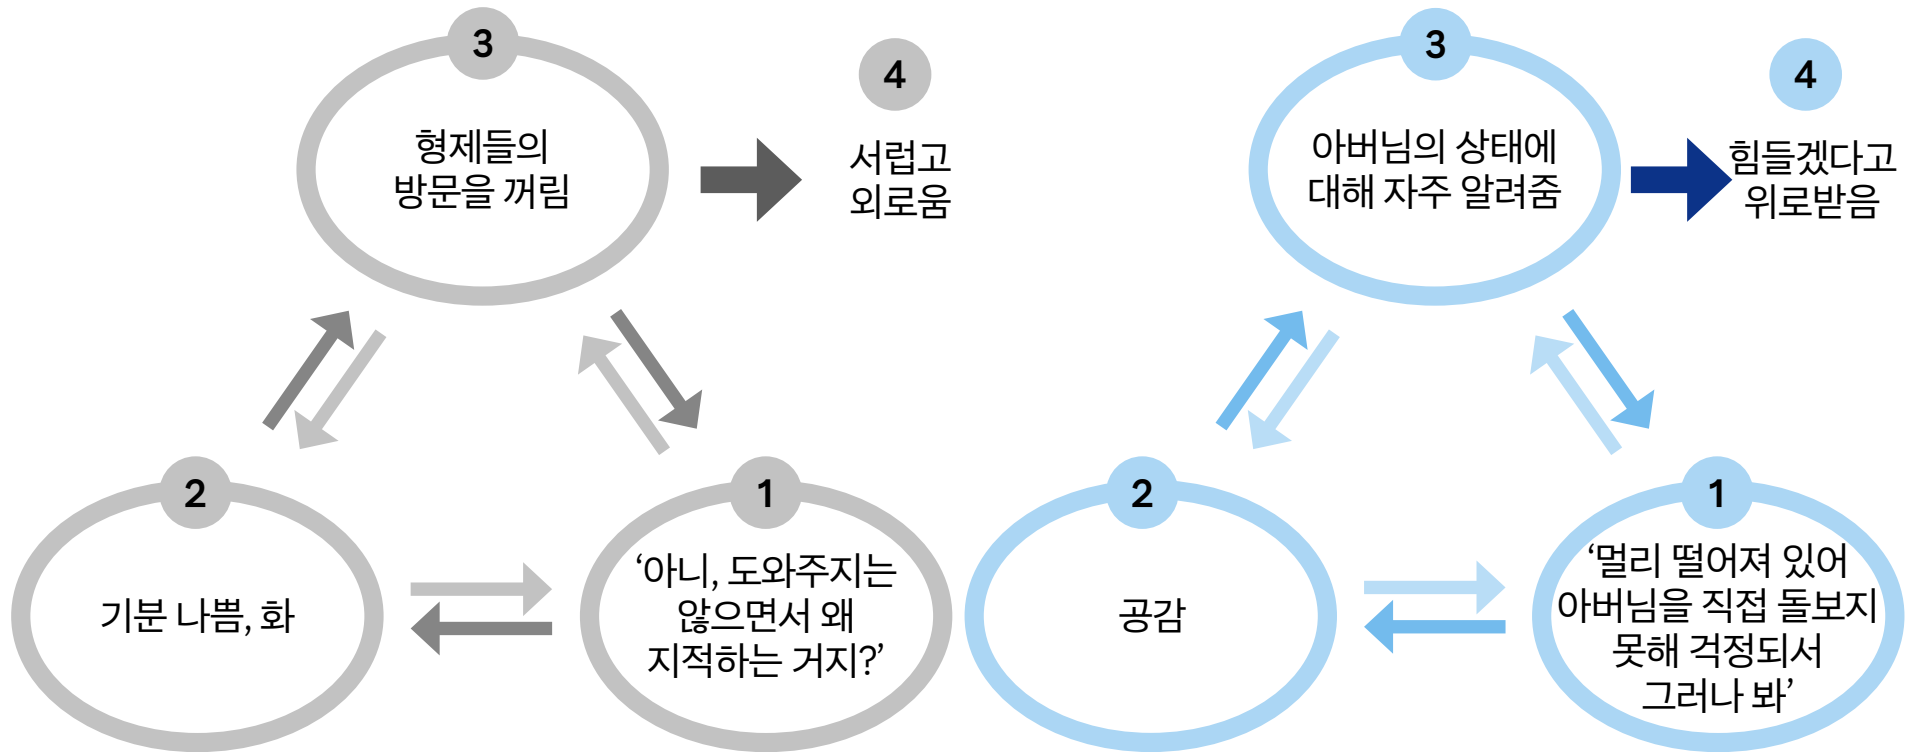 3
형제들의
방문을 꺼림
4
서럽고
외로움
2
기분 나쁨, 화
1
‘아니, 도와주지는
않으면서 왜
지적하는 거지?’
3
아버님의 상태에
대해 자주 알려줌
4
힘들겠다고
위로받음
2
공감
1
‘멀리 떨어져 있어
아버님을 직접 돌보지
못해 걱정되서
그러나 봐’